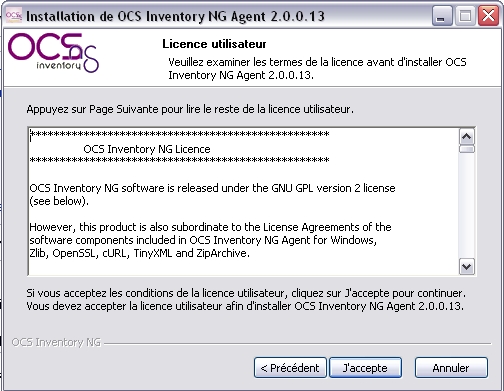 Installation de OCS Inventory NG Agent 2.0.0.13
OCS
ng
inventory
Licence utilisateur
Veuillez examiner les termes de la licence avant d'installer OCS
Inventory NG Agent 2.0.0.13.
Appuyez sur Page Suivante pour lire le reste de la licence utilisateur.
**************************************************
OCS Inventory NG Licence
**************************************************
OCS Inventory NG software is released under the GNU GPL version 2 license
(see below).
However, this product is also subordinate to the License Agreements of the
software components included in OCS Inventory NG Agent for Windows,
Zlib, OpenSSL, cURL, TinyXML and ZipArchive.
Si vous acceptez les conditions de la licence utilisateur, cliquez sur J'accepte pour continuer.
Vous devez accepter la licence utilisateur afin d'installer OCS Inventory NG Agent 2.0.0.13.
OCS Inventory NG
< Précédent
J'accepte
Annuler